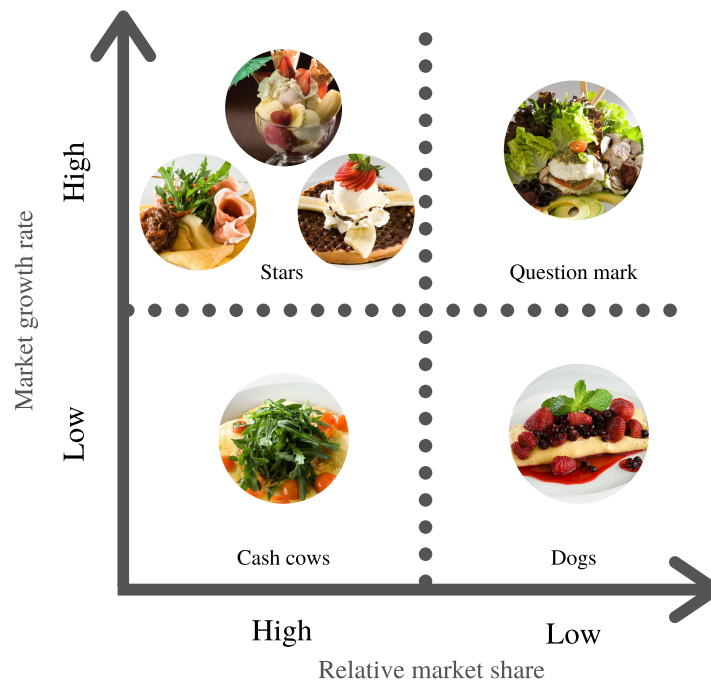 High
Market growth rate
Stars
Question mark
Low
Cash cows
Dogs
High
Low
Relative market share